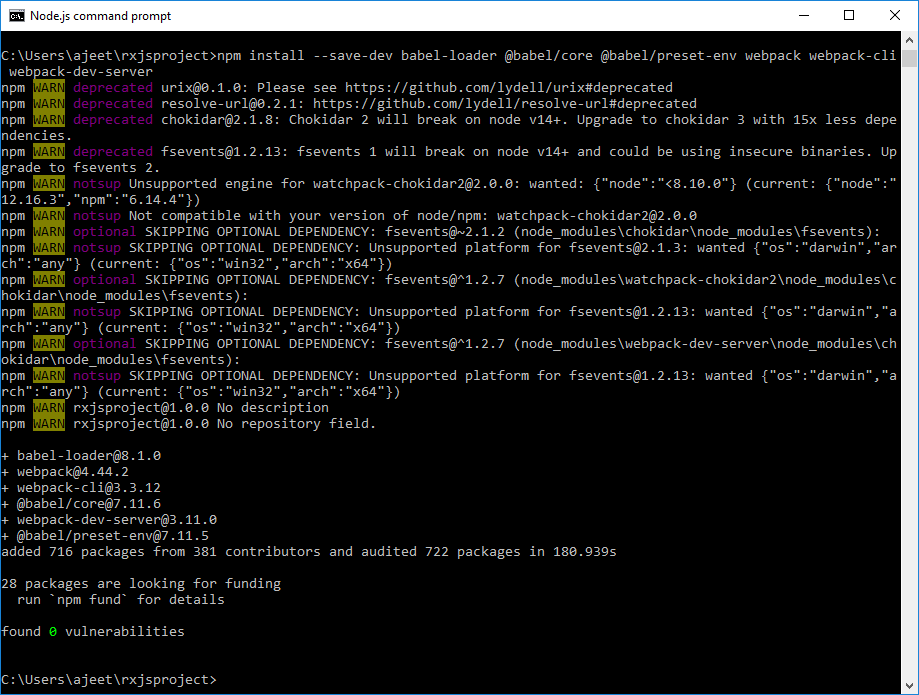 Node.js command prompt
C:\Users\ajeet\rxjsproject>npm install --save-dev babel-loader @babel/core @babel/preset-env webpack webpack-cli
 webpack-dev-server
npm WARN deprecated urix@0.1.0: Please see https://github.com/lydell/urix#deprecated
npm WARN deprecated resolve-url@0.2.1: https://github.com/lydell/resolve-url#deprecated
npm WARN deprecated chokidar@2.1.8: Chokidar 2 will break on node v14+. Upgrade to chokidar 3 with 15x less depe
ndencies.
npm WARN deprecated fsevents@1.2.13: fsevents 1 will break on node v14+ and could be using insecure binaries. Up
grade to fsevents 2.
npm WARN notsup Unsupported engine for watchpack-chokidar2@2.0.0: wanted: {"node":"<8.10.0"} (current: {"node":"
12.16.3","npm":"6.14.4"})
npm WARN notsup Not compatible with your version of node/npm: watchpack-chokidar2@2.0.0
npm WARN optional SKIPPING OPTIONAL DEPENDENCY: fsevents@~2.1.2 (node_modules\chokidar\node_modules\fsevents):
npm WARN notsup SKIPPING OPTIONAL DEPENDENCY: Unsupported platform for fsevents@2.1.3: wanted {"os":"darwin","ar
ch":"any"} (current: {"os":"win32","arch":"x64"})
npm WARN optional SKIPPING OPTIONAL DEPENDENCY: fsevents@^1.2.7 (node_modules\watchpack-chokidar2\node_modules\c
hokidar\node_modules\fsevents):
npm WARN notsup SKIPPING OPTIONAL DEPENDENCY: Unsupported platform for fsevents@1.2.13: wanted {"os":"darwin","a
rch":"any"} (current: {"os":"win32","arch":"x64"})
npm WARN optional SKIPPING OPTIONAL DEPENDENCY: fsevents@^1.2.7 (node_modules\webpack-dev-server\node_modules\ch
okidar\node_modules\fsevents):
npm WARN notsup SKIPPING OPTIONAL DEPENDENCY: Unsupported platform for fsevents@1.2.13: wanted {"os":"darwin","a
rch":"any"} (current: {"os":"win32","arch":"x64"})
npm WARN rxjsproject@1.0.0 No description
npm WARN rxjsproject@1.0.0 No repository field.
+ babel-loader@8.1.0
+ webpack@4.44.2
+ webpack-cli@3.3.12
+ @babel/core@7.11.6
+ webpack-dev-server@3.11.0
+ @babel/preset-env@7.11.5
added 716 packages from 381 contributors and audited 722 packages in 180.939s
28 packages are looking for funding
  run `npm fund` for details
found 0 vulnerabilities
C:\Users\ajeet\rxjsproject>